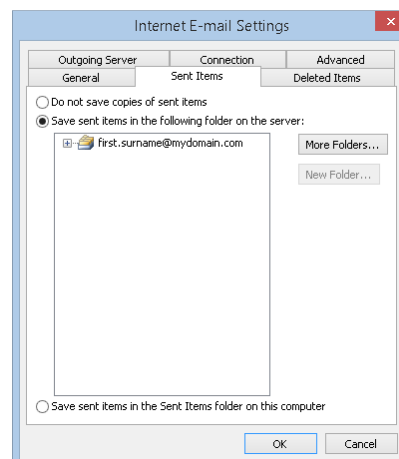 Internet E-mail Settings
Outgoing Server Connection Advanced
General Sent Items Deleted Items
Do not save copies of sent items
Save sent items in the following folder on the server:
first.surname@mydomain.com
More Folders...
New Folder...
Save sent items in the Sent Items folder on this computer
OK Cancel